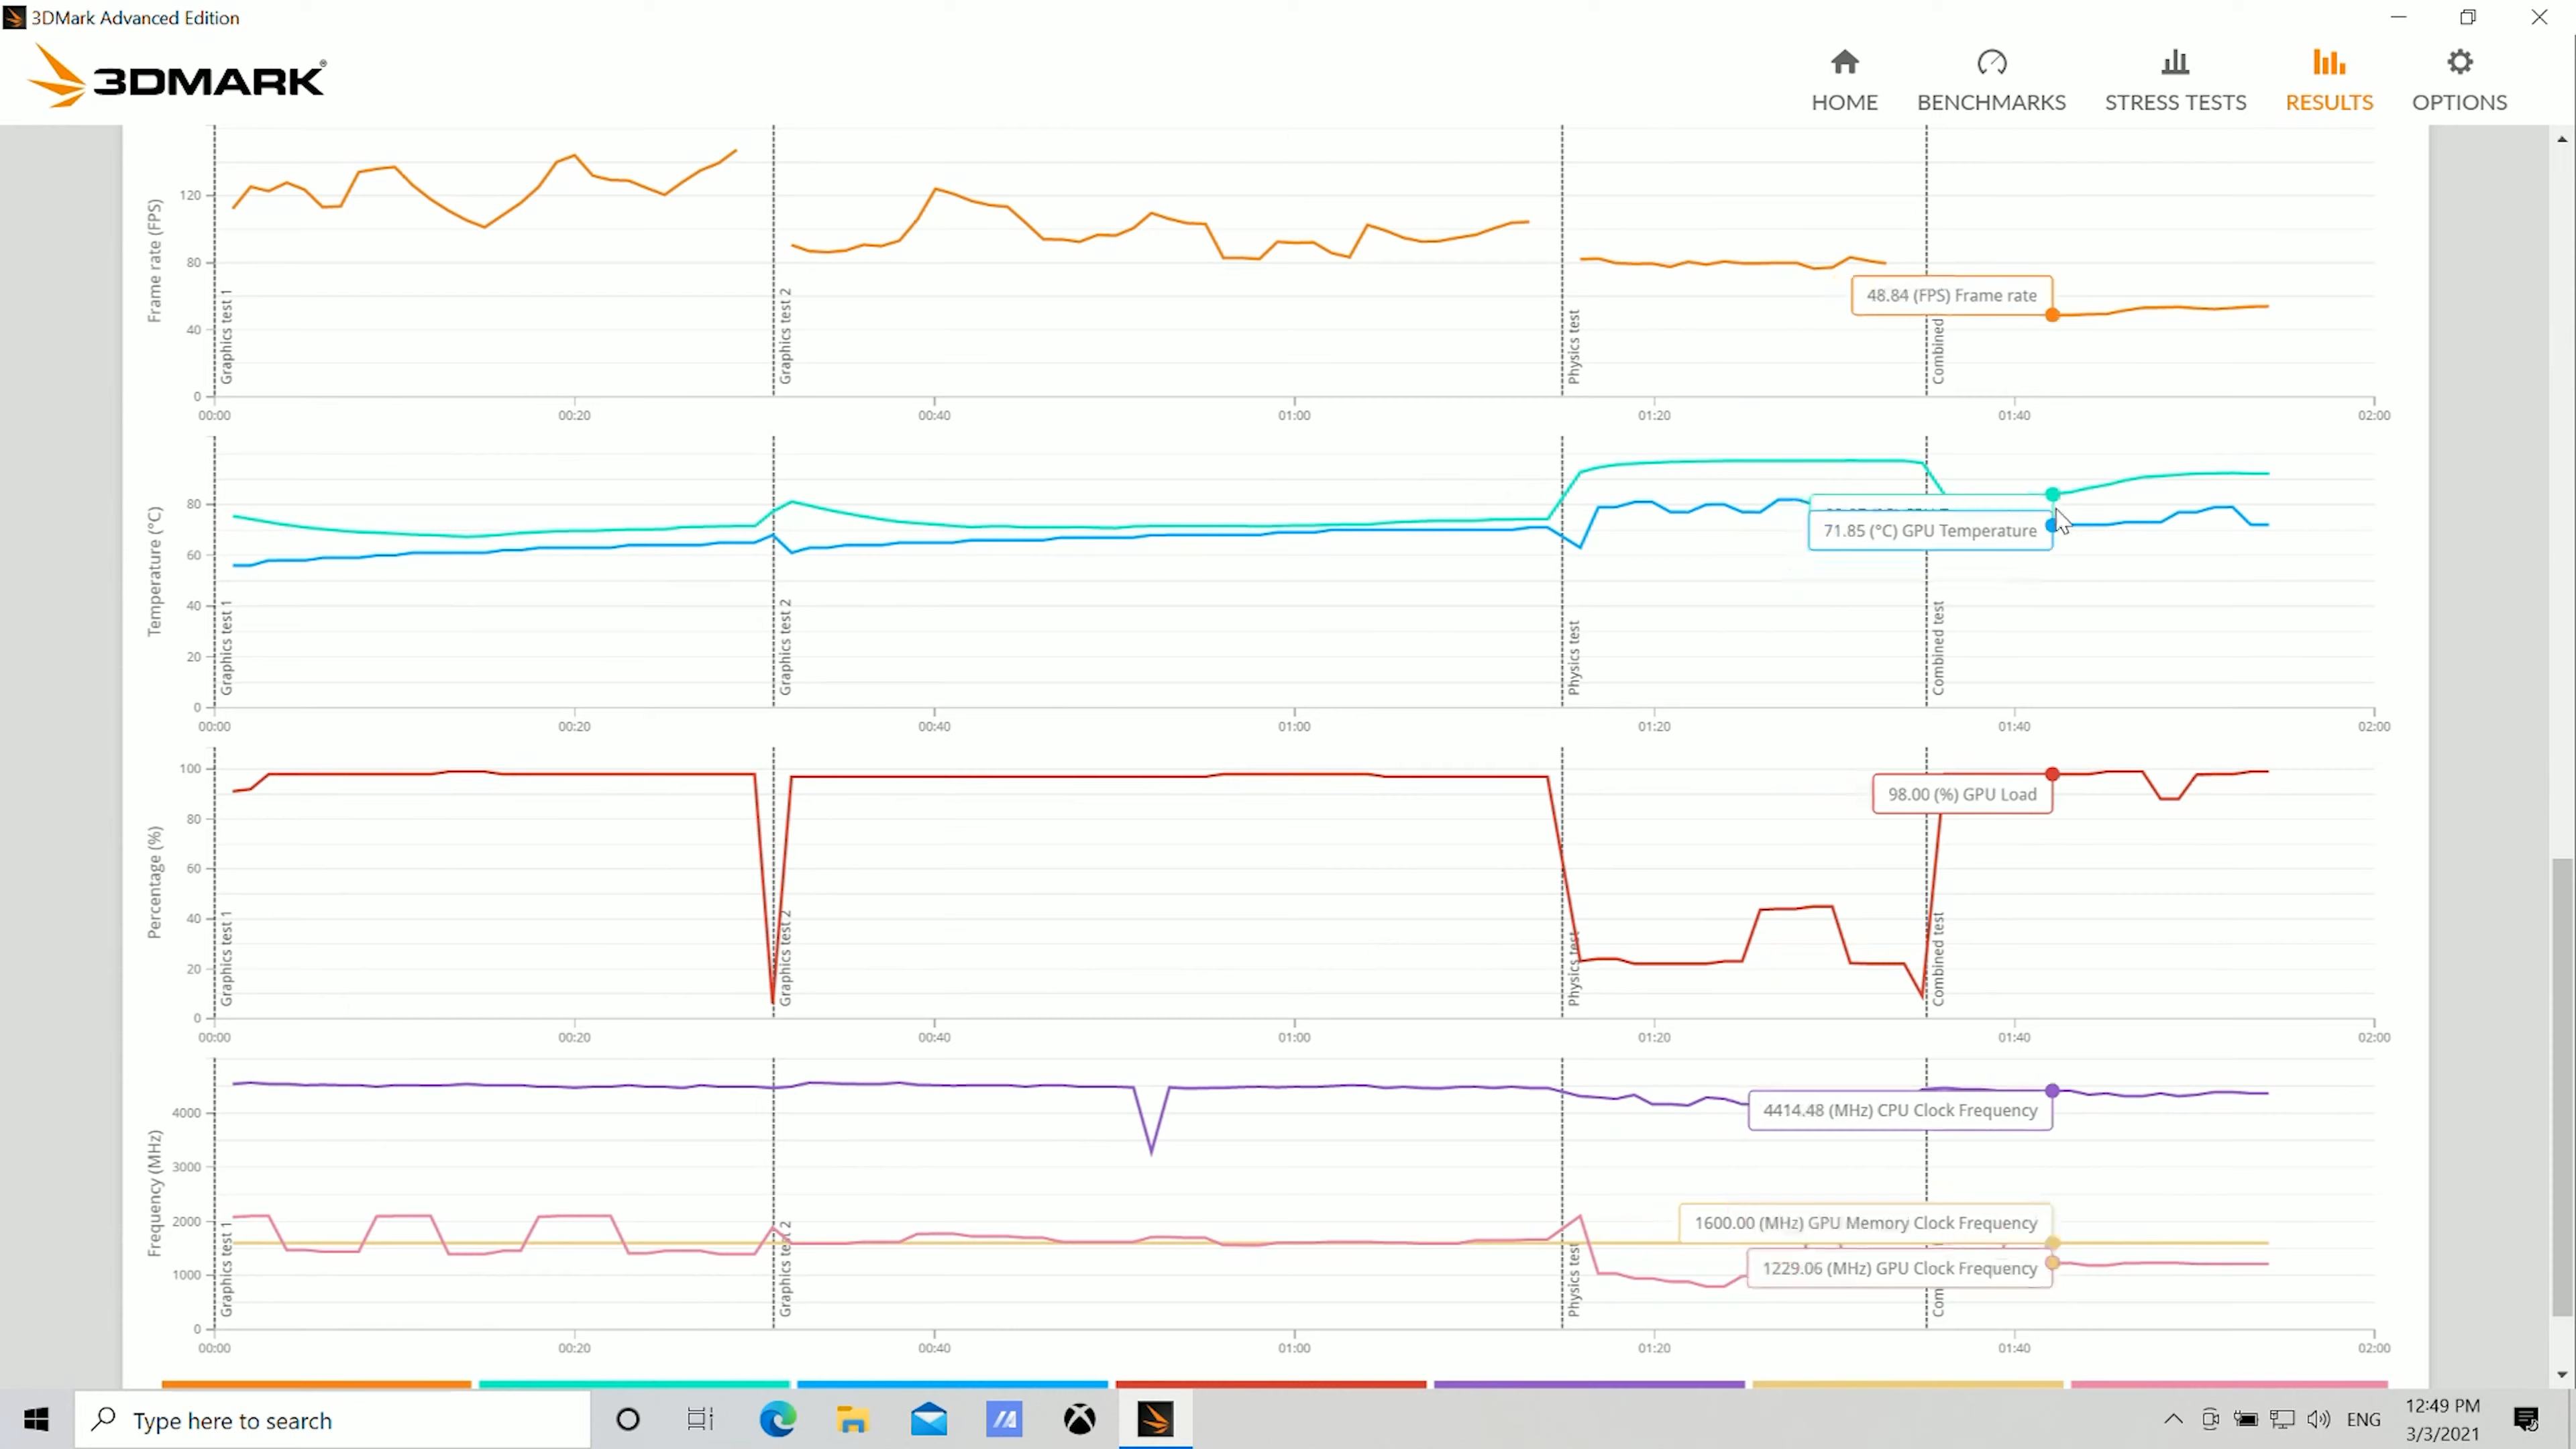 3DMark Advanced Edition
3DMARK®
HOME
BENCHMARKS
STRESS TESTS
RESULTS
OPTIONS
Frame rate (FPS)
120
80
40
0
Graphics test 1
Graphics test 2
Physics test
Combined
48.84 (FPS) Frame rate
00:00
00:20
00:40
01:00
01:20
01:40
02:00
Temperature (°C)
80
60
40
20
0
Graphics test 1
Graphics test 2
Physics test
Combined test
71.85 (°C) GPU Temperature
00:00
00:20
00:40
01:00
01:20
01:40
02:00
Percentage (%)
100
80
60
40
20
0
Graphics test 1
Graphics test 2
Physics test
Combined test
98.00 (%) GPU Load
00:00
00:20
00:40
01:00
01:20
01:40
02:00
Frequency (MHz)
4000
3000
2000
1000
0
Graphics test 1
Graphics test 2
Physics test
Com
4414.48 (MHz) CPU Clock Frequency
1600.00 (MHz) GPU Memory Clock Frequency
1229.06 (MHz) GPU Clock Frequency
00:00
00:20
00:40
01:00
01:20
01:40
02:00
Type here to search
ENG
12:49 PM
3/3/2021